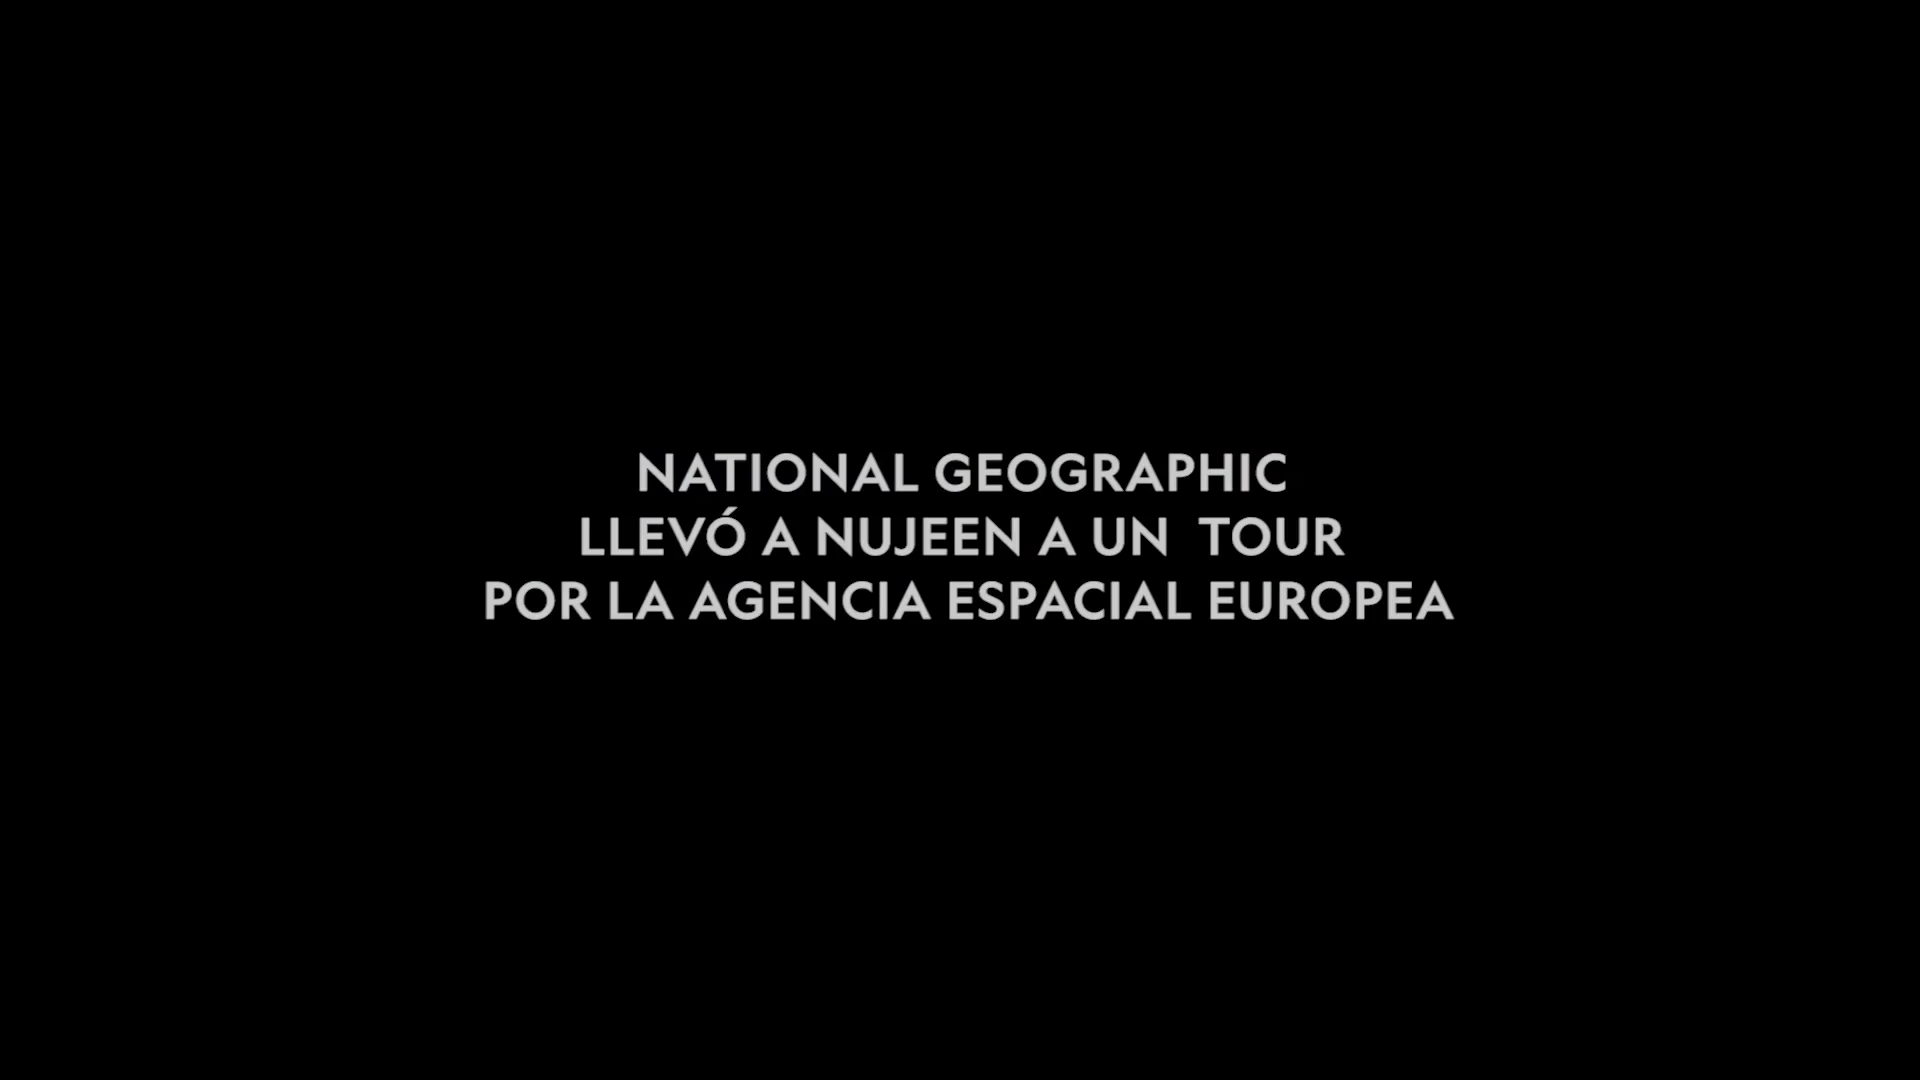 NATIONAL GEOGRAPHIC
LLEVÓ A NUJEEN A UN  TOUR
POR LA AGENCIA ESPACIAL EUROPEA